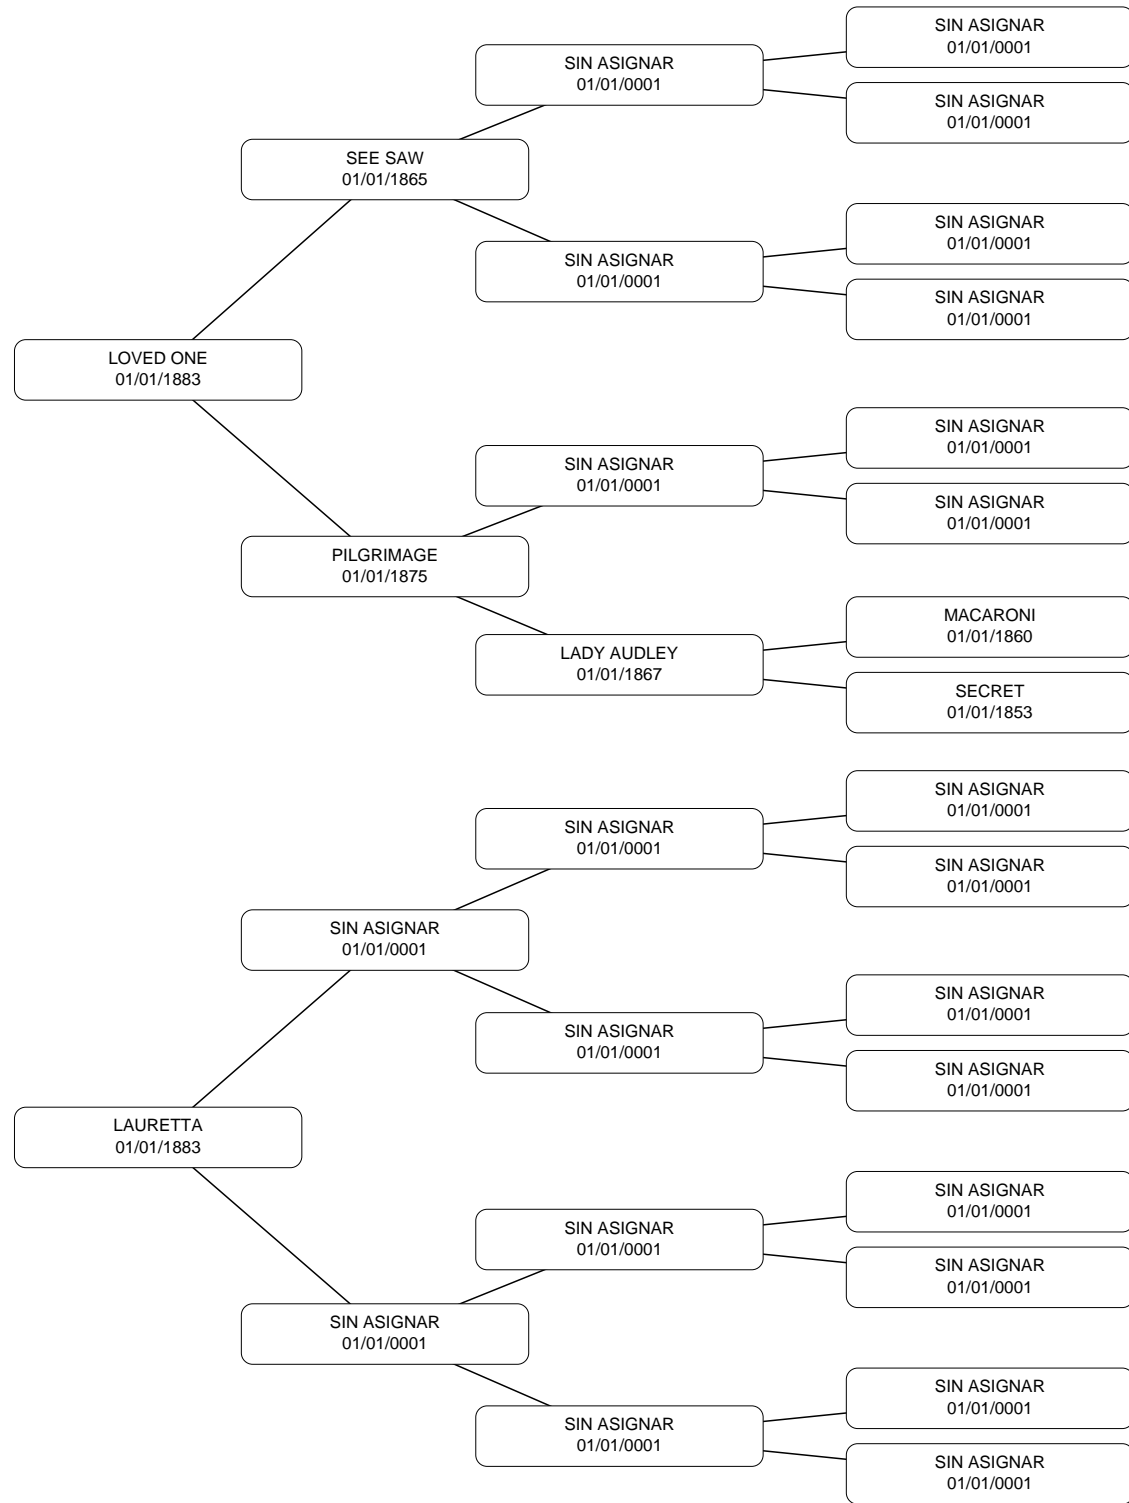 SIN ASIGNAR
01/01/0001
SIN ASIGNAR
01/01/0001
SIN ASIGNAR
01/01/0001
SEE SAW
01/01/1865
SIN ASIGNAR
01/01/0001
SIN ASIGNAR
01/01/0001
SIN ASIGNAR
01/01/0001
LOVED ONE
01/01/1883
SIN ASIGNAR
01/01/0001
SIN ASIGNAR
01/01/0001
SIN ASIGNAR
01/01/0001
PILGRIMAGE
01/01/1875
MACARONI
01/01/1860
LADY AUDLEY
01/01/1867
SECRET
01/01/1853
SIN ASIGNAR
01/01/0001
SIN ASIGNAR
01/01/0001
SIN ASIGNAR
01/01/0001
SIN ASIGNAR
01/01/0001
SIN ASIGNAR
01/01/0001
SIN ASIGNAR
01/01/0001
SIN ASIGNAR
01/01/0001
LAURETTA
01/01/1883
SIN ASIGNAR
01/01/0001
SIN ASIGNAR
01/01/0001
SIN ASIGNAR
01/01/0001
SIN ASIGNAR
01/01/0001
SIN ASIGNAR
01/01/0001
SIN ASIGNAR
01/01/0001
SIN ASIGNAR
01/01/0001